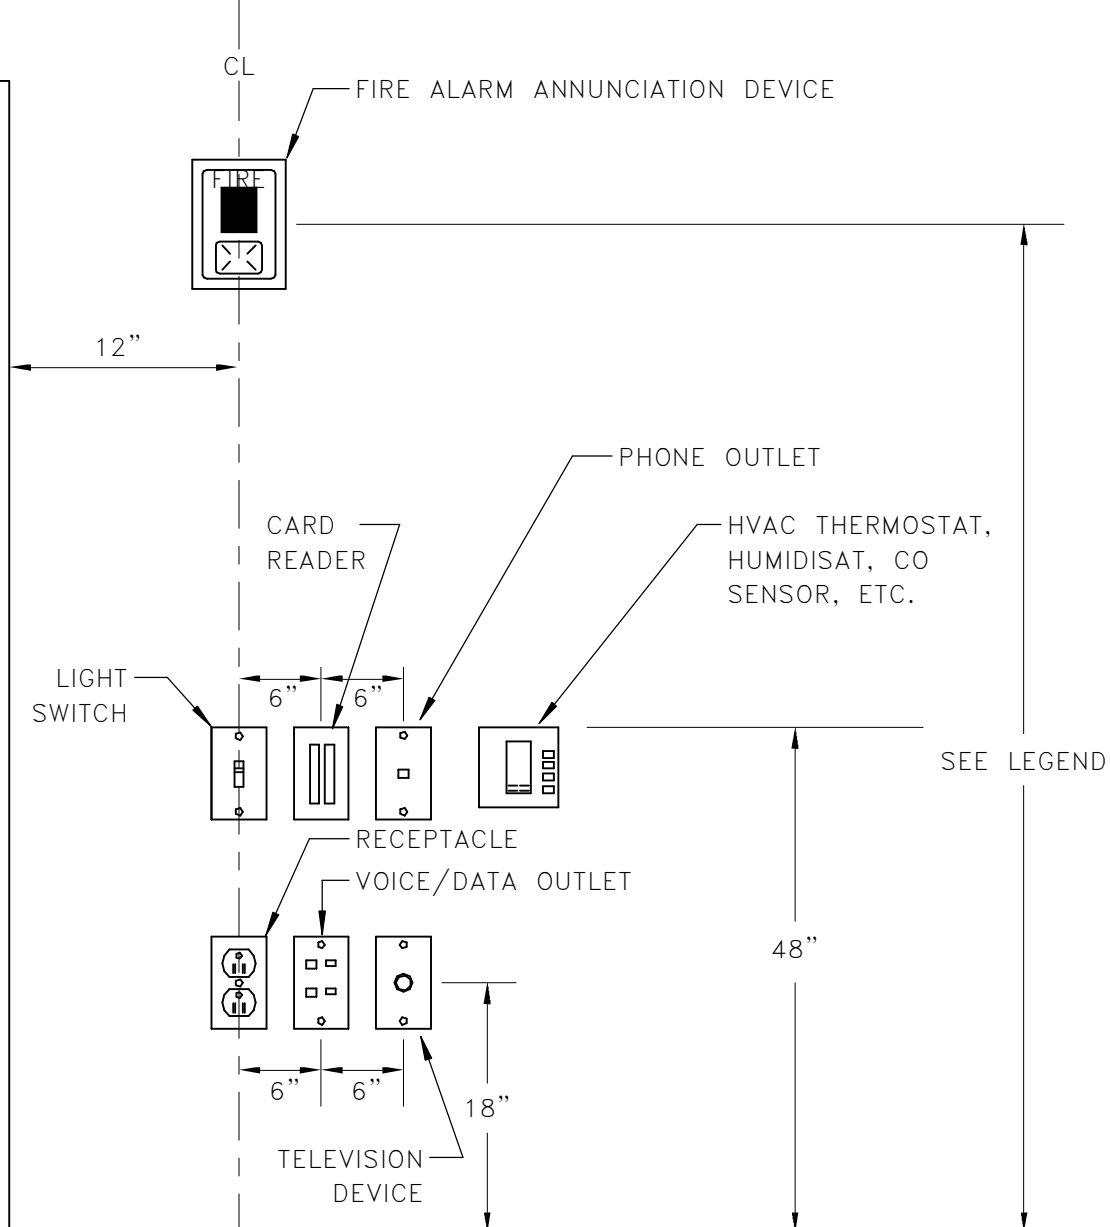 CL
FIRE ALARM ANNUNCIATION DEVICE
FIRE
12”
PHONE OUTLET
CARD
READER
HVAC THERMOSTAT,
HUMIDISAT, CO
SENSOR, ETC.
LIGHT
SWITCH
6”
6”
SEE LEGEND
RECEPTACLE
VOICE/DATA OUTLET
48”
6”
6”
18”
TELEVISION
DEVICE